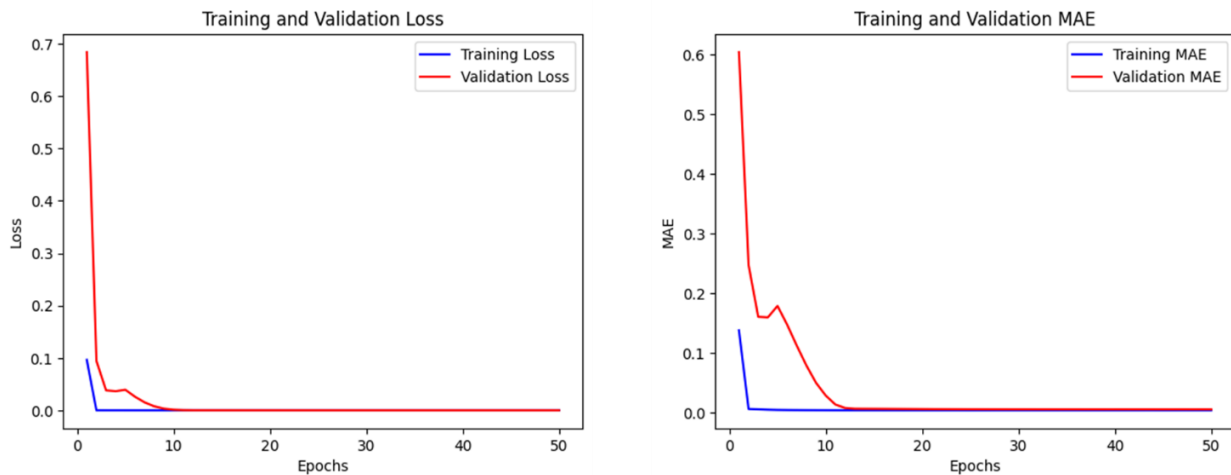 Training and Validation Loss
Training Loss
Validation Loss
0.7
0.6
0.5
0.4
0.3
0.2
0.1
0.0
Loss
0 10 20 30 40 50
Epochs
Training and Validation MAE
Training MAE
Validation MAE
0.6
0.5
0.4
0.3
0.2
0.1
0.0
MAE
0 10 20 30 40 50
Epochs